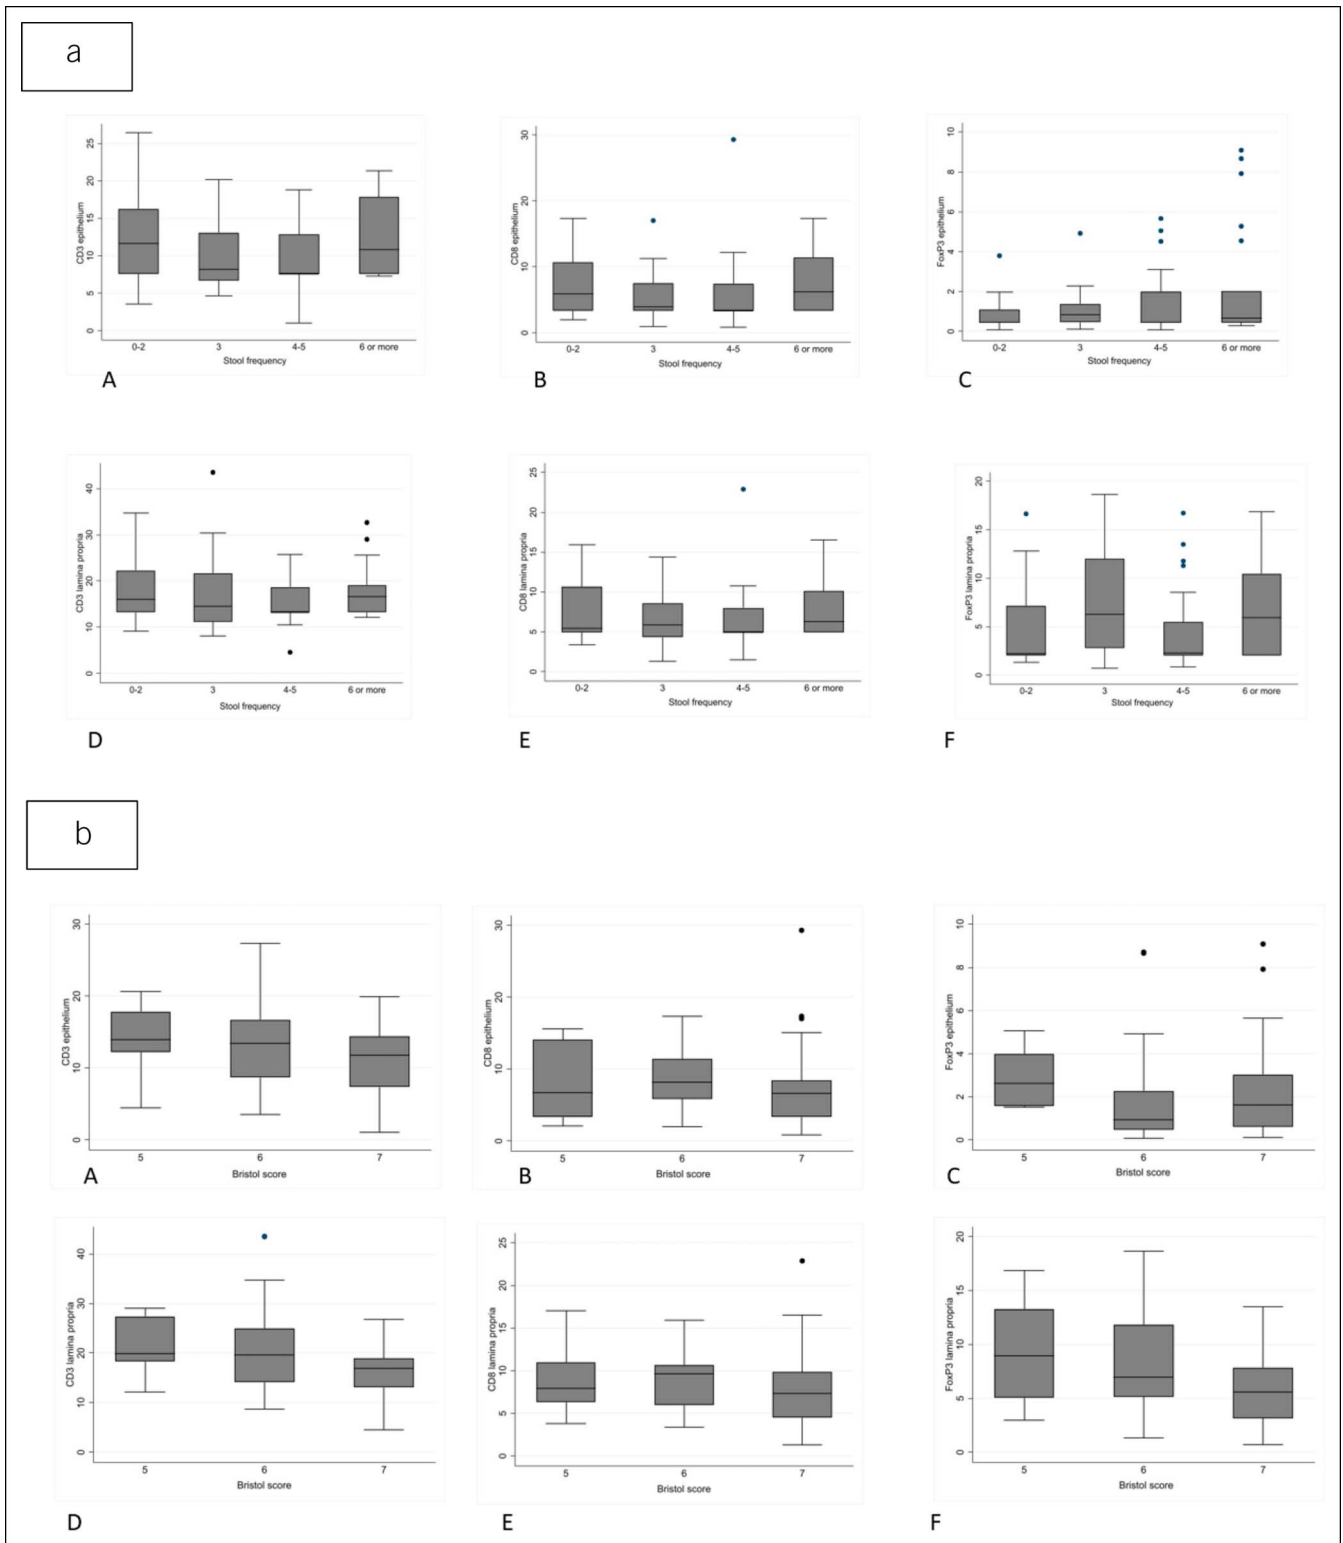 a
CD3 epithelium
25
20
15
10
5
0
0-2 3 4-5 6 or more
Stool frequency
A
CD8 epithelium
30
20
10
0
0-2 3 4-5 6 or more
Stool frequency
B
FoxP3 epithelium
10
8
6
4
2
0
0-2 3 4-5 6 or more
Stool frequency
C
CD3 lamina propria
40
30
20
10
0
0-2 3 4-5 6 or more
Stool frequency
D
CD8 lamina propria
25
20
15
10
5
0
0-2 3 4-5 6 or more
Stool frequency
E
FoxP3 lamina propria
20
15
10
5
0
0-2 3 4-5 6 or more
Stool frequency
F
b
CD3 epithelium
30
20
10
0
5 6 7
Bristol score
A
CD8 epithelium
30
20
10
0
5 6 7
Bristol score
B
FoxP3 epithelium
10
8
6
4
2
0
5 6 7
Bristol score
C
CD3 lamina propria
40
30
20
10
0
5 6 7
Bristol score
D
CD8 lamina propria
25
20
15
10
5
0
5 6 7
Bristol score
E
FoxP3 lamina propria
20
15
10
5
0
5 6 7
Bristol score
F